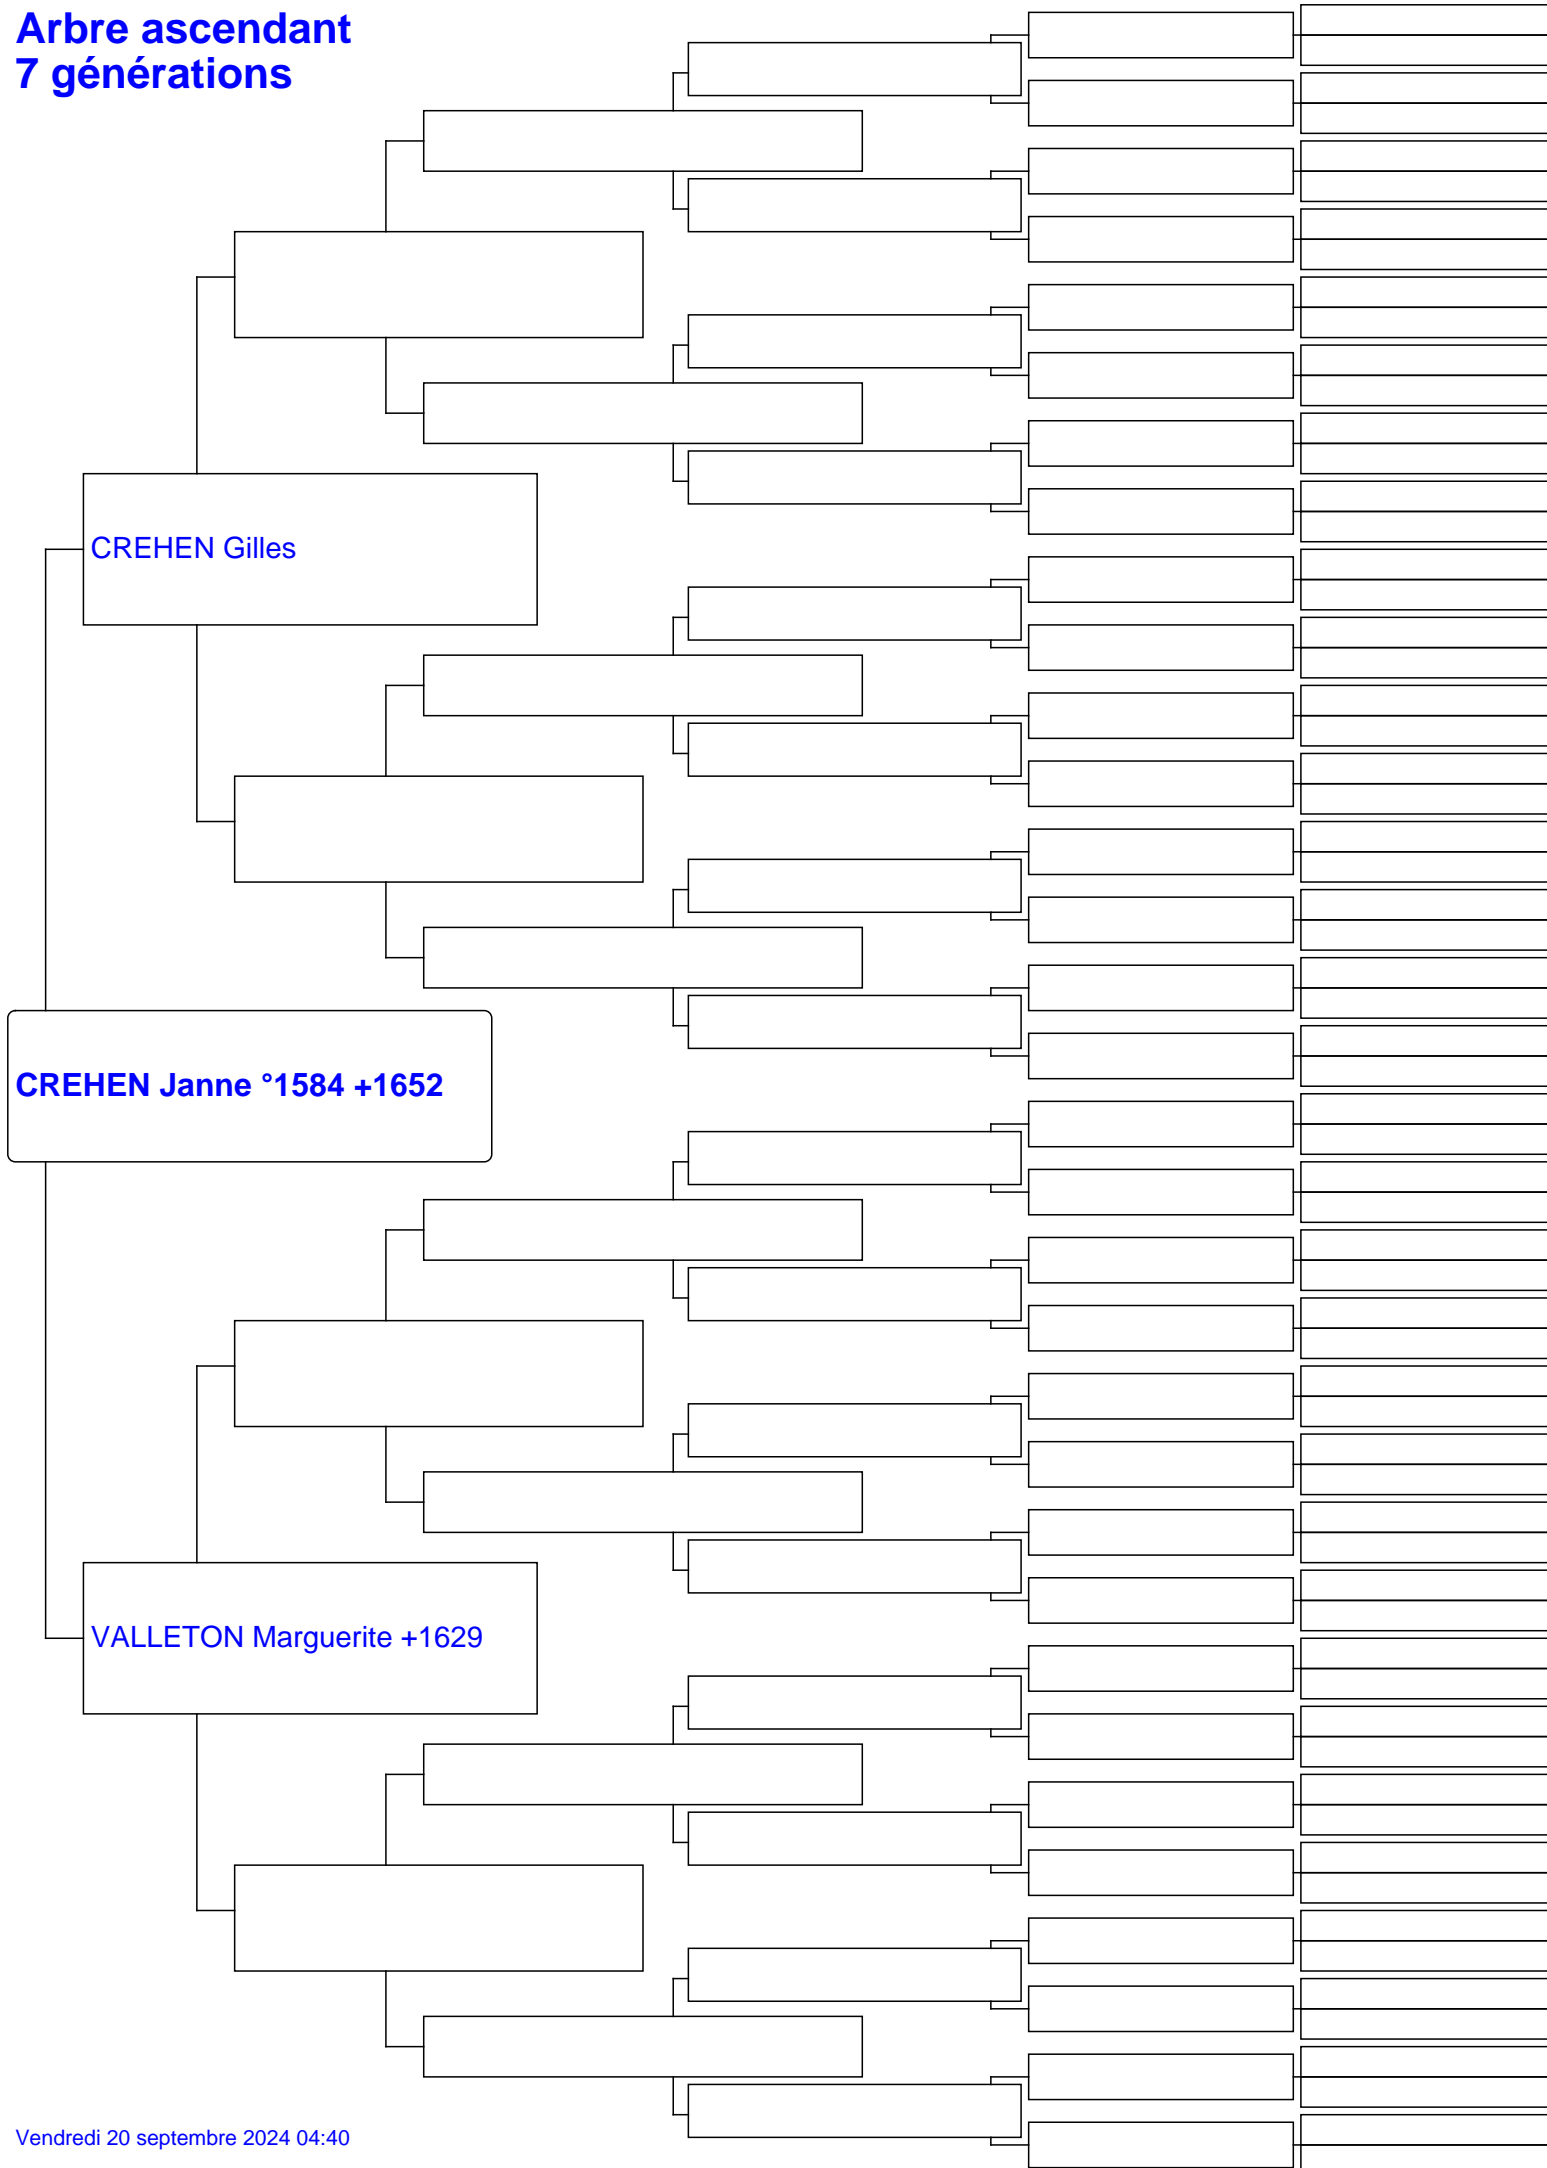 Arbre ascendant
7 générations
CREHEN Gilles
CREHEN Janne °1584 +1652
VALLETON Marguerite +1629
Vendredi 20 septembre 2024 04:40